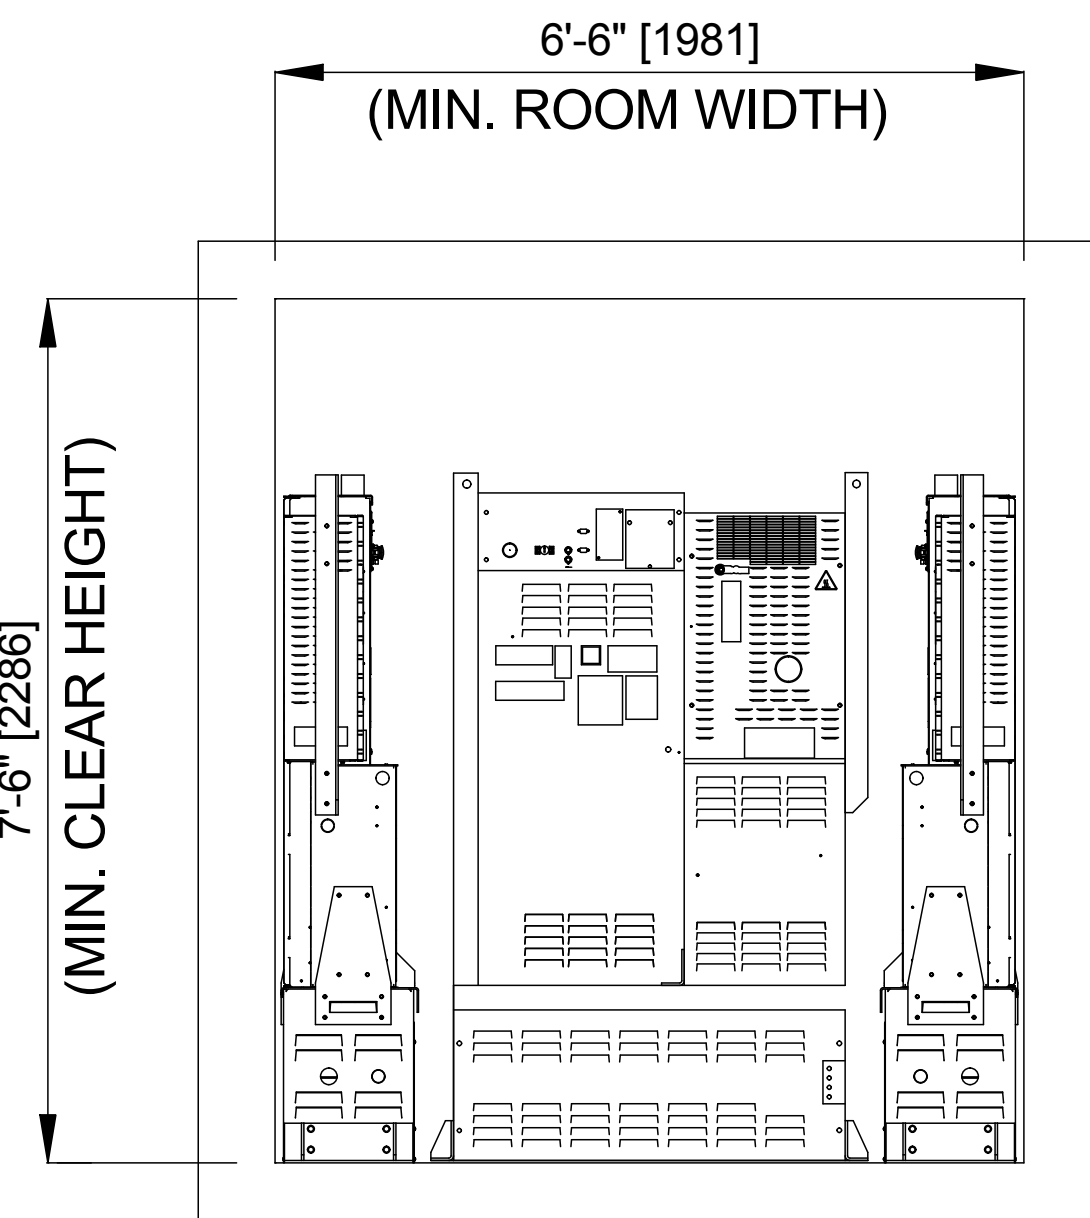 6'-6" [1981]
(MIN. ROOM WIDTH)
7'-6" [2286]
(MIN. CLEAR HEIGHT)